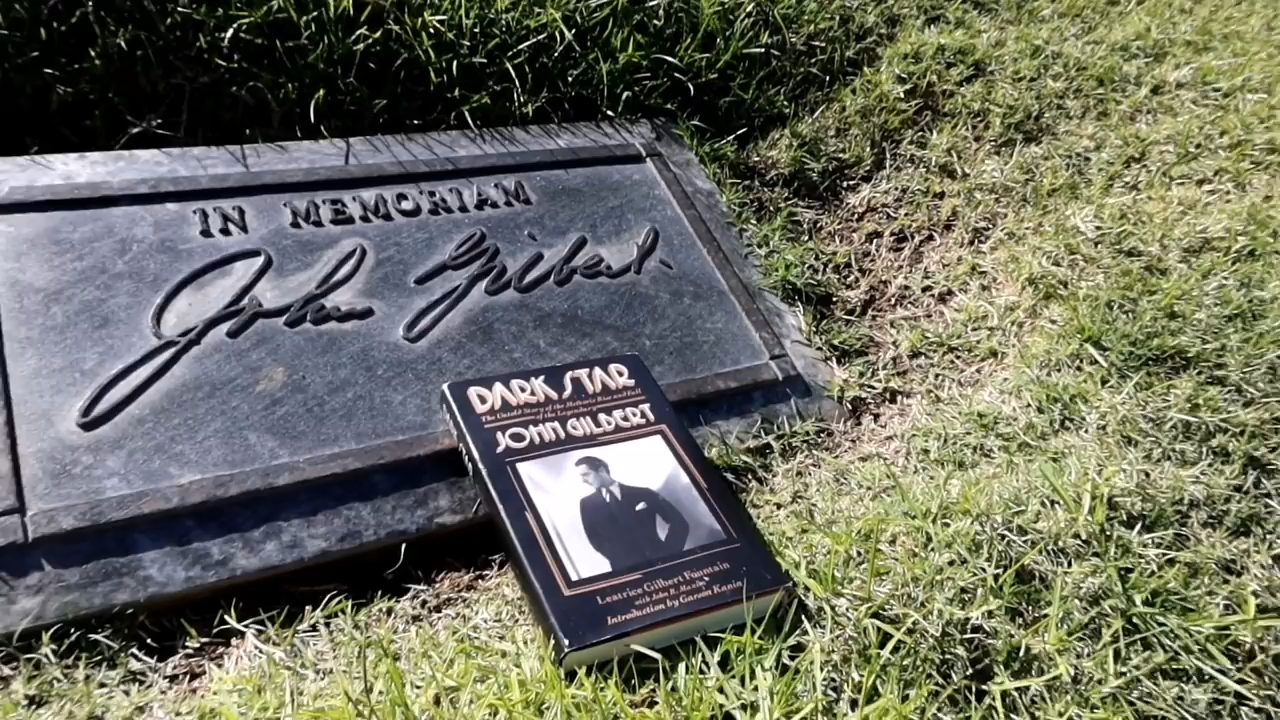 IN MEMORIAM
John Gilbert
DARK STAR
The Untold Story of the Meteoric Rise and Fall
of the Legendary
JOHN GILBERT
Leatrice Gilbert Fountain
with John R. Maxim
Introduction by Garson Kanin